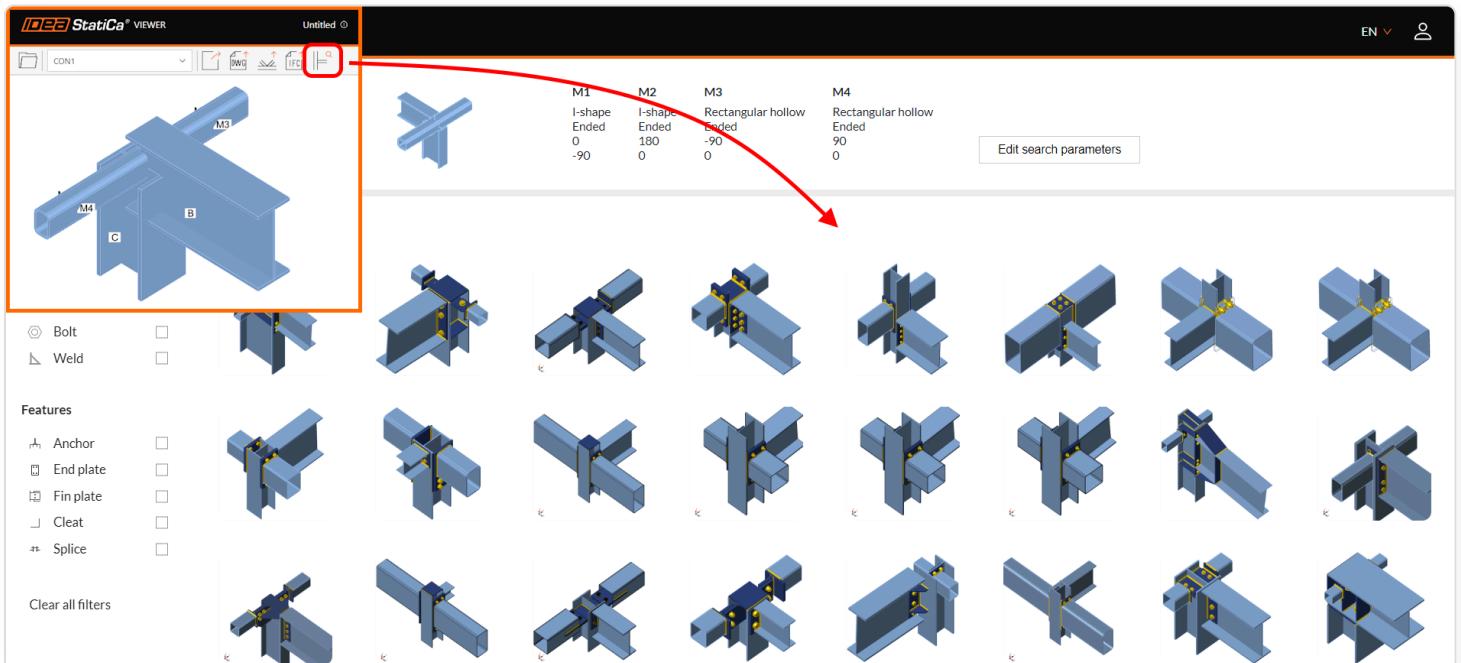 IDEA StatiCa® VIEWER
Untitled
EN
CON1
DWG
IFC
M3
M4
B
C
M1 M2 M3 M4
I-shape I-shape Rectangular hollow Rectangular hollow
Ended Ended Ended Ended
0 180 -90 90
-90 0 0 0
Edit search parameters
Bolt
Weld
Features
Anchor
End plate
Fin plate
Cleat
Splice
Clear all filters